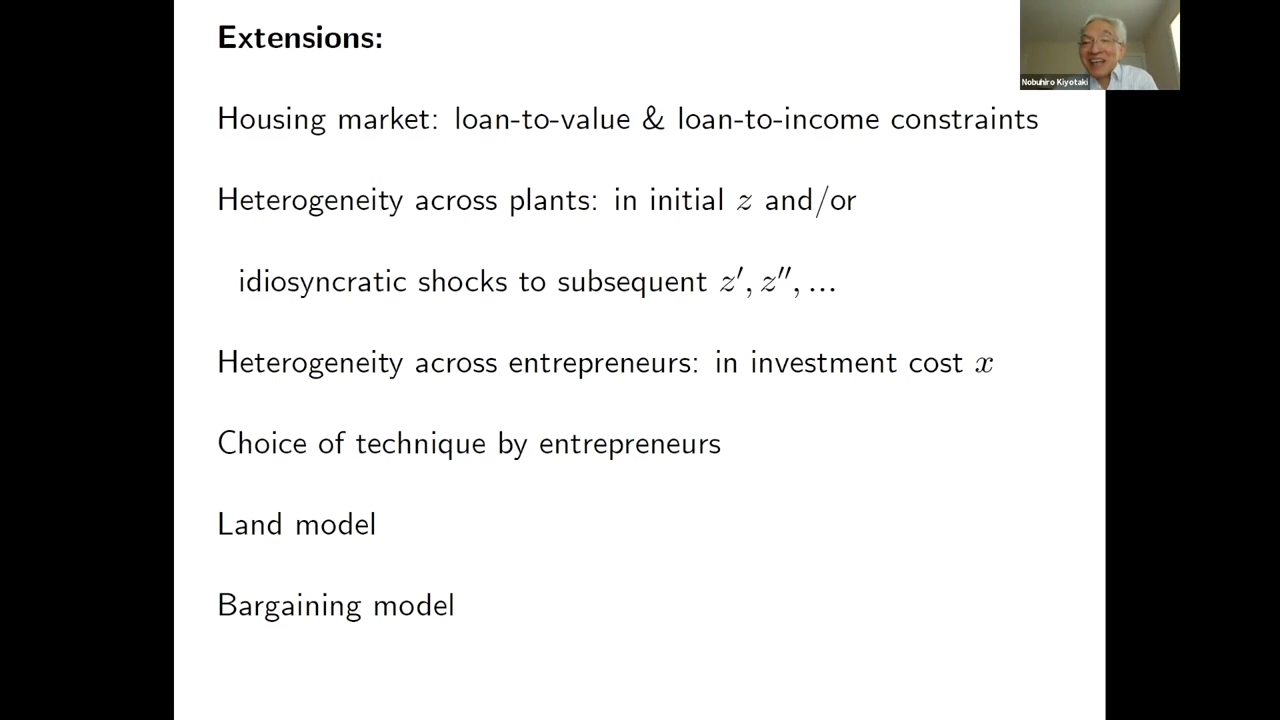 Extensions:
Nobuhiro Kiyotaki
Housing market: loan-to-value & loan-to-income constraints
Heterogeneity across plants: in initial z and/or
idiosyncratic shocks to subsequent z′, z″, ...
Heterogeneity across entrepreneurs: in investment cost x
Choice of technique by entrepreneurs
Land model
Bargaining model